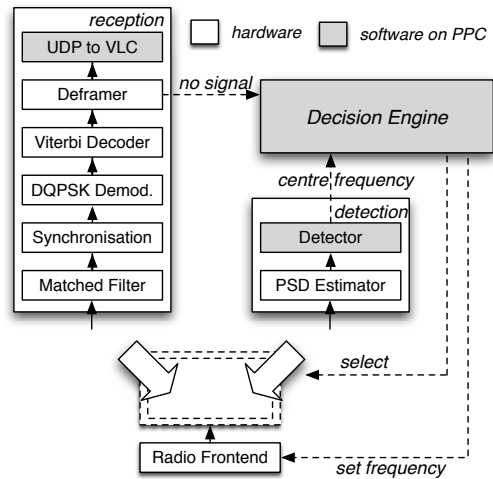 reception
hardware
software on PPC
UDP to VLC
no signal
Deframer
Decision Engine
Viterbi Decoder
centre frequency
DQPSK Demod.
detection
Synchronisation
Detector
Matched Filter
PSD Estimator
select
Radio Frontend
set frequency